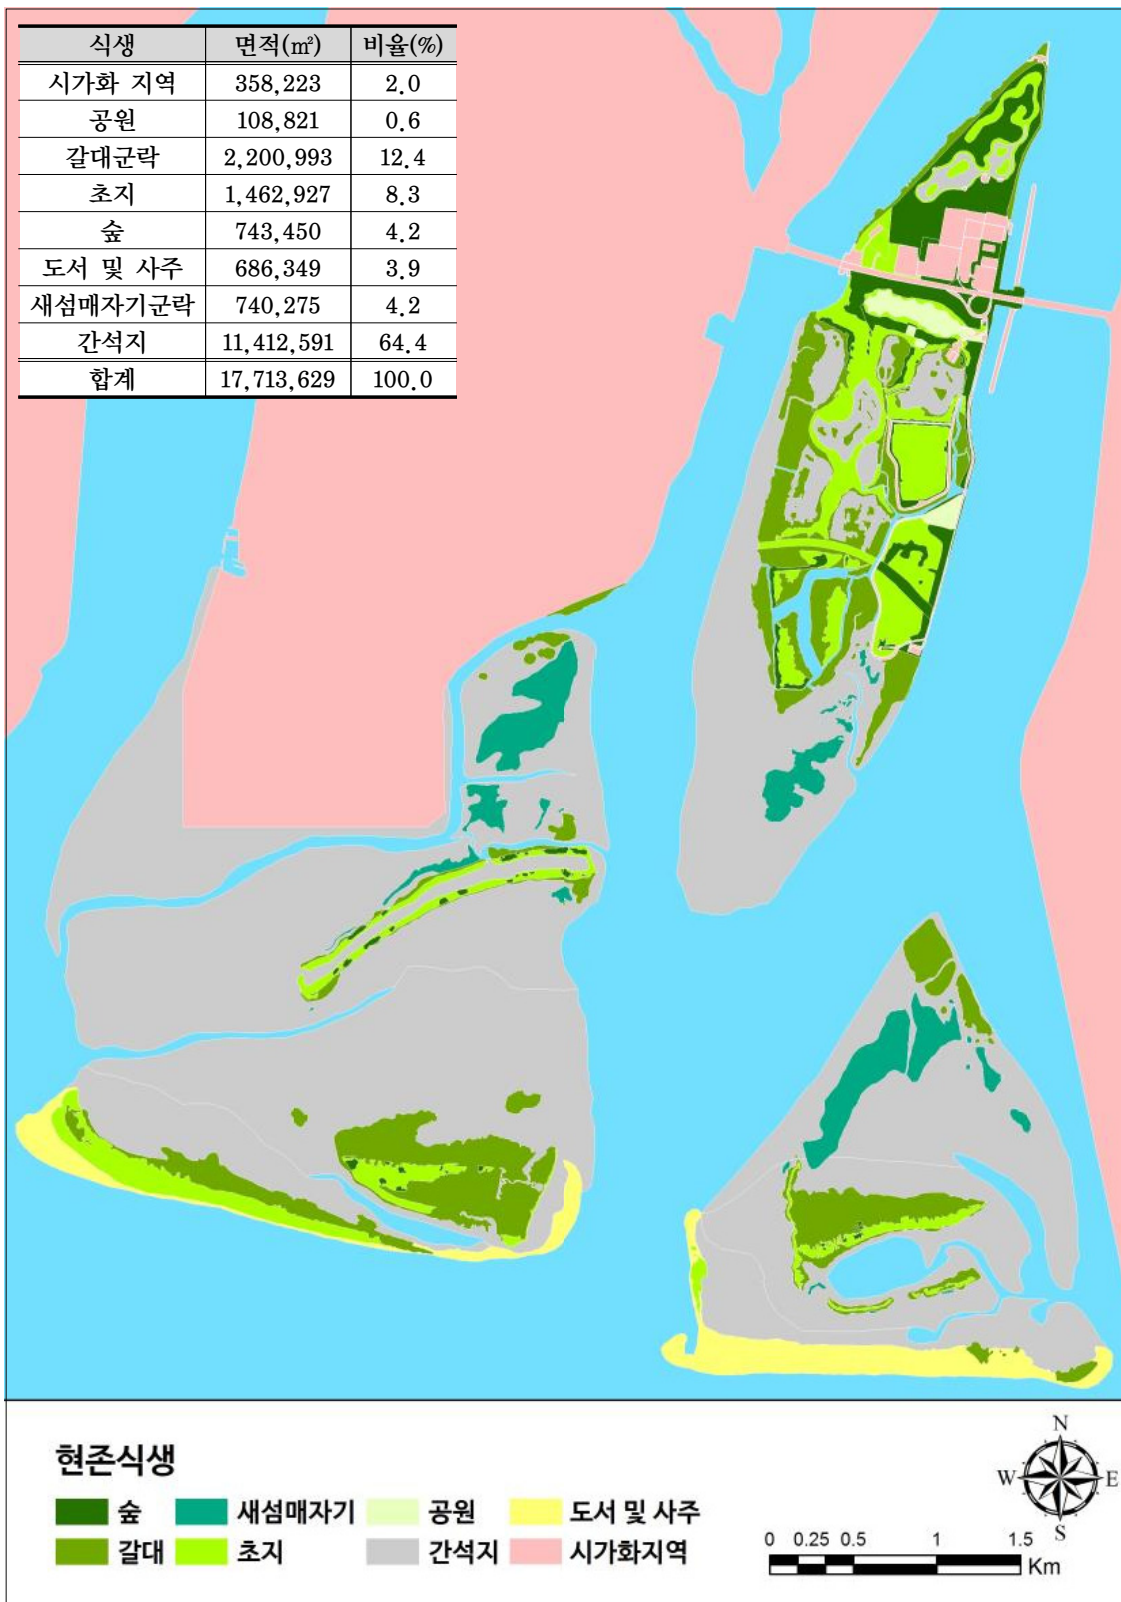 식생 면적(㎡) 비율(%)
시가화 지역 358,223 2.0
공원 108,821 0.6
갈대군락 2,200,993 12.4
초지 1,462,927 8.3
숲 743,450 4.2
도서 및 사주 686,349 3.9
새섬매자기군락 740,275 4.2
간석지 11,412,591 64.4
합계 17,713,629 100.0
현존식생
숲 새섬매자기 공원 도서 및 사주
갈대 초지 간석지 시가화지역
N
W E
S
0 0.25 0.5 1 1.5
Km